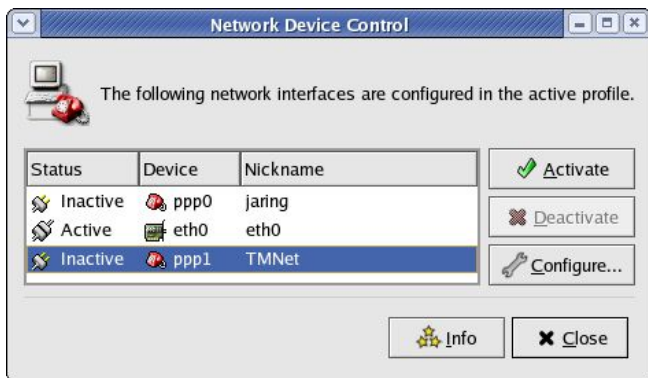 Network Device Control
The following network interfaces are configured in the active profile.
Status Device Nickname
Inactive ppp0 jaring
Active eth0 eth0
Inactive ppp1 TMNet
Activate
Deactivate
Configure...
Info
Close